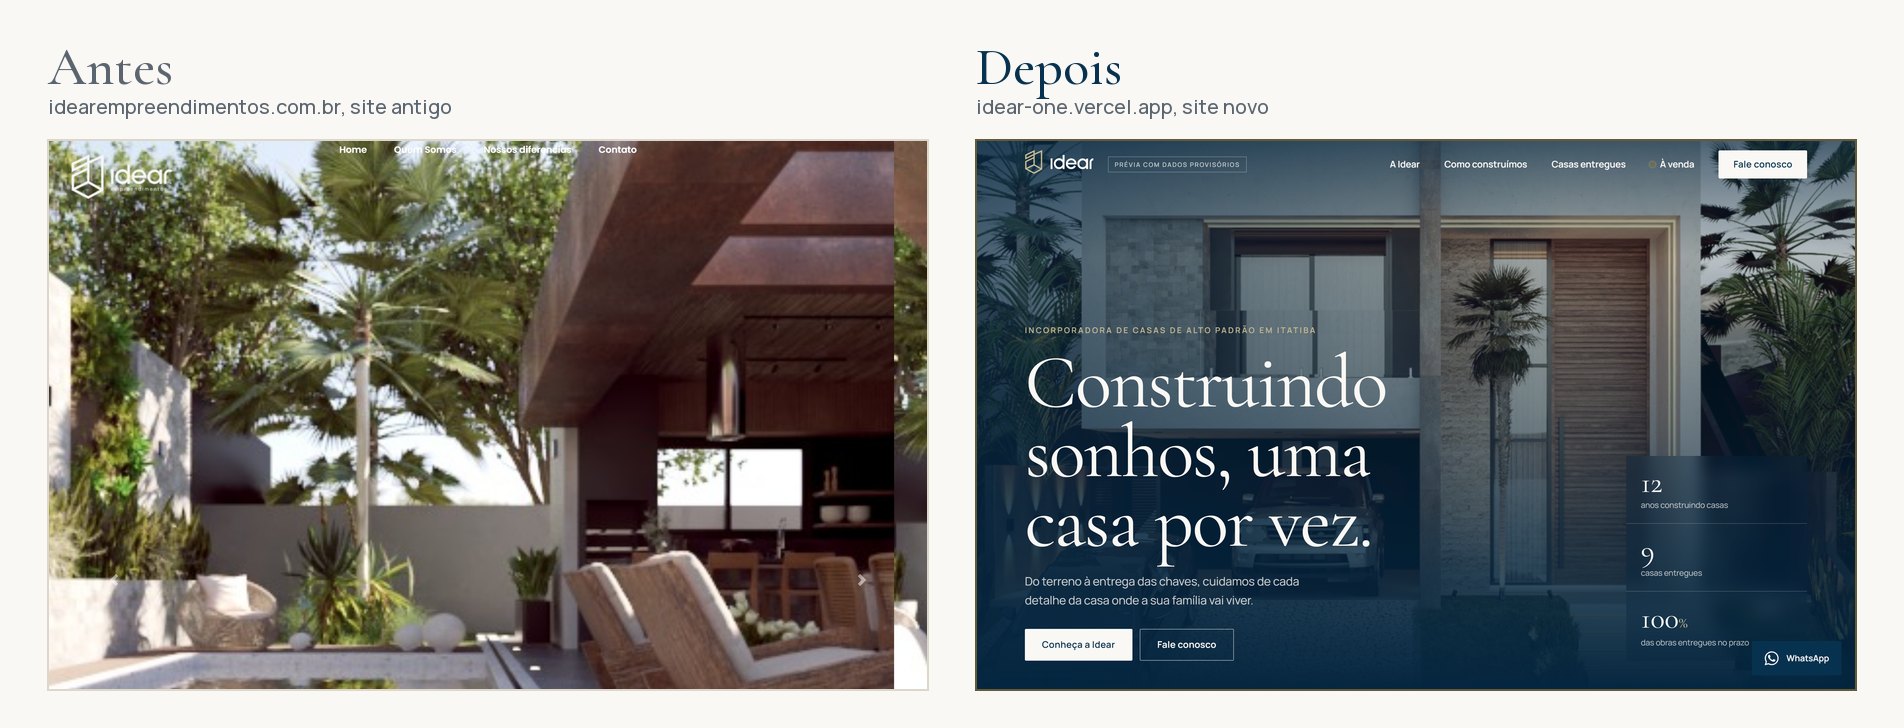 Antes
idearempreendimentos.com.br, site antigo
Home Quem Somos Nossos diferenciais Contato
idear
empreendimentos
Depois
idear-one.vercel.app, site novo
idear
PRÉVIA COM DADOS PROVISÓRIOS
A Idear Como construímos Casas entregues À venda Fale conosco
INCORPORADORA DE CASAS DE ALTO PADRÃO EM ITATIBA
Construindo
sonhos, uma
casa por vez.
Do terreno à entrega das chaves, cuidamos de cada
detalhe da casa onde a sua família vai viver.
Conheça a Idear Fale conosco
12
anos construindo casas
9
casas entregues
100%
das obras entregues no prazo
WhatsApp